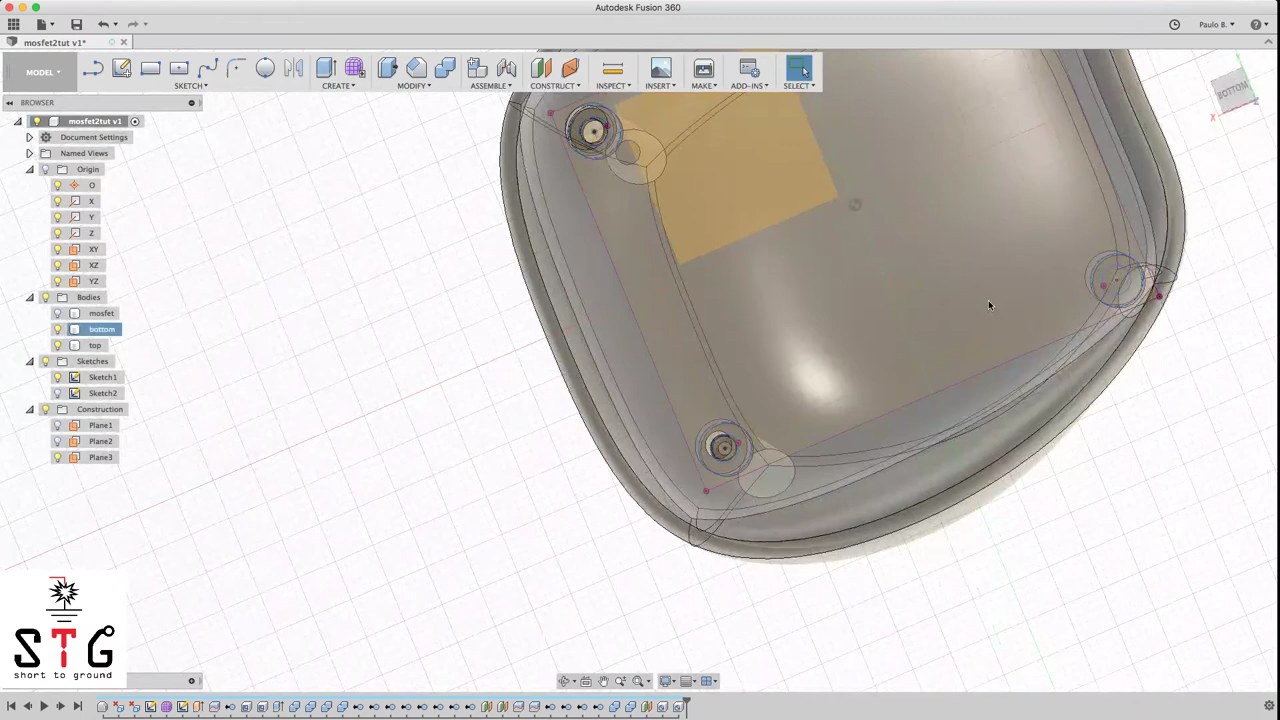 Autodesk Fusion 360
Paulo B.
mosfet2tut v1*
MODEL
SKETCH
CREATE
MODIFY
ASSEMBLE
CONSTRUCT
INSPECT
INSERT
MAKE
ADD-INS
SELECT
BOTTOM
X
Z
BROWSER
mosfet2tut v1
Document Settings
Named Views
Origin
O
X
Y
Z
XY
XZ
YZ
Bodies
mosfet
bottom
top
Sketches
Sketch1
Sketch2
Construction
Plane1
Plane2
Plane3
STG
short to ground